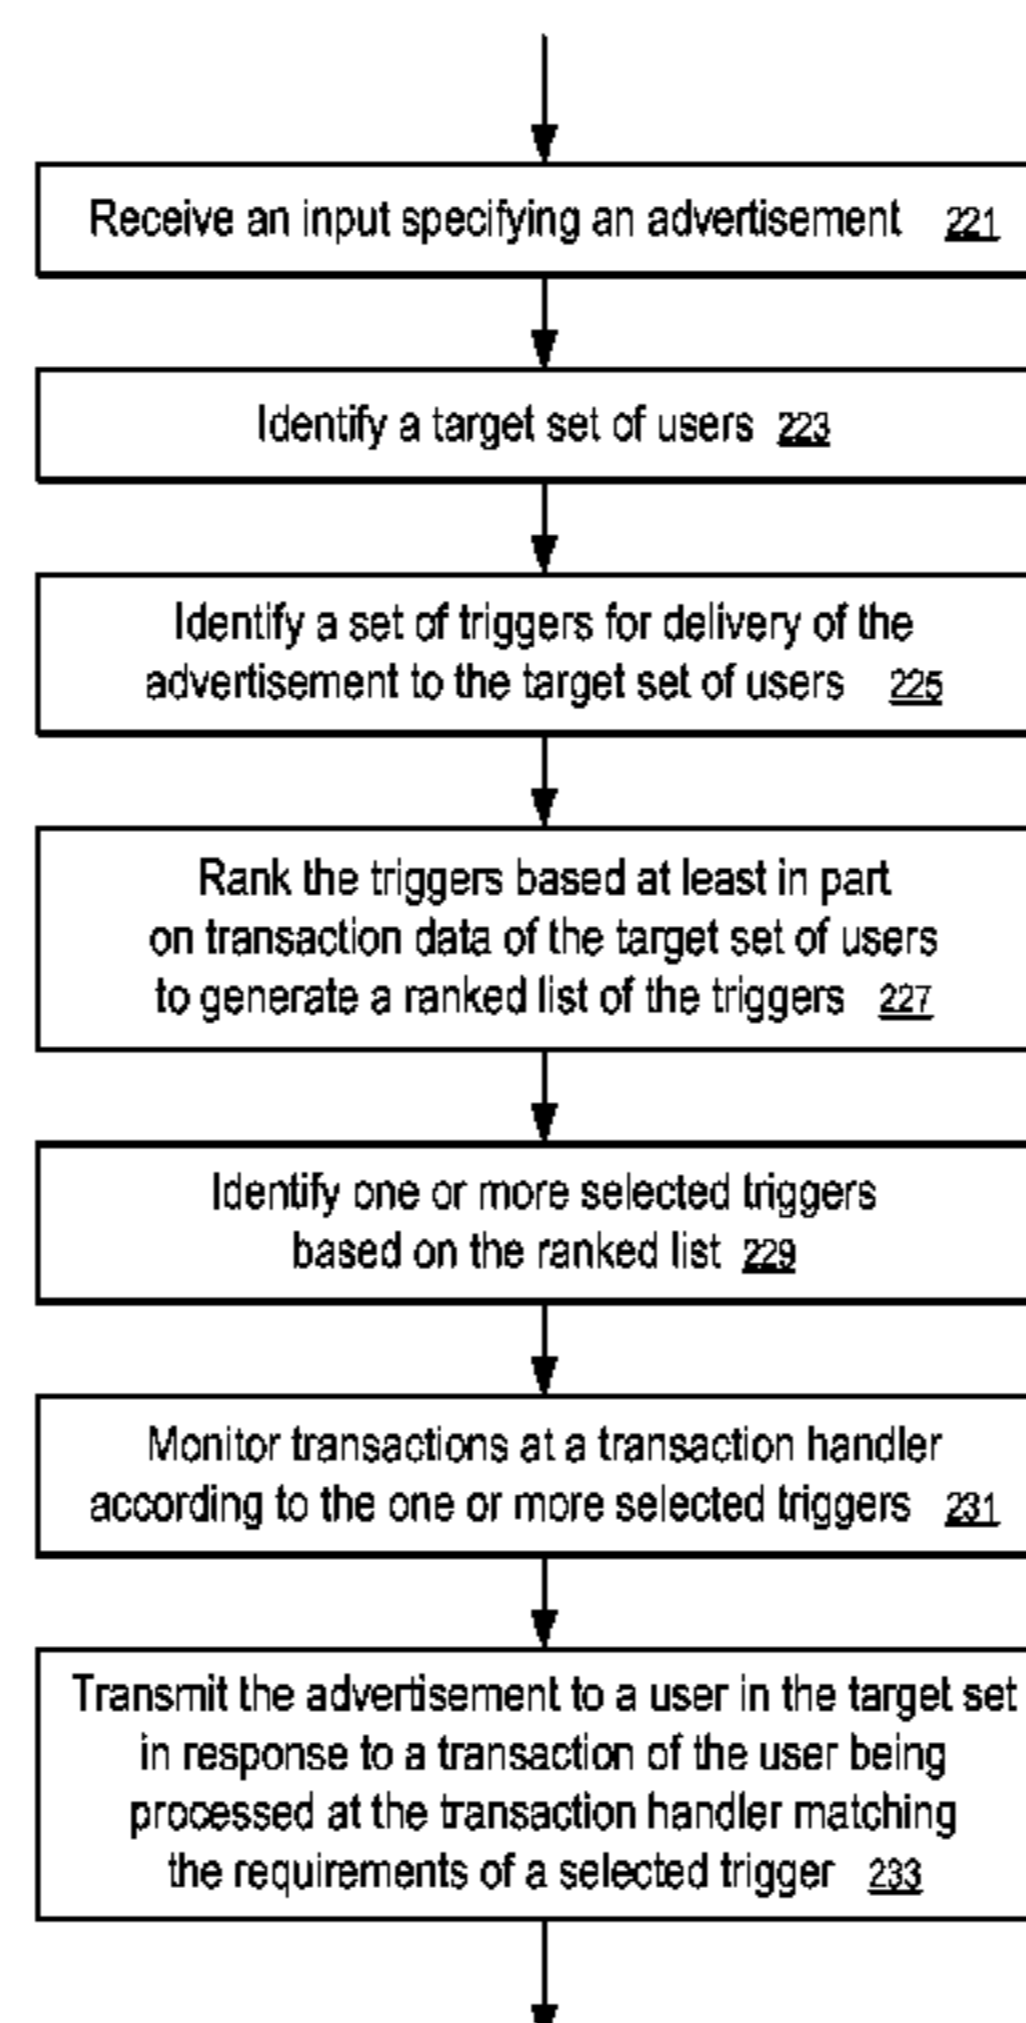 Receive an input specifying an advertisement 221
Identify a target set of users 223
Identify a set of triggers for delivery of the
advertisement to the target set of users 225
Rank the triggers based at least in part
on transaction data of the target set of users
to generate a ranked list of the triggers 227
Identify one or more selected triggers
based on the ranked list 229
Monitor transactions at a transaction handler
according to the one or more selected triggers 231
Transmit the advertisement to a user in the target set
in response to a transaction of the user being
processed at the transaction handler matching
the requirements of a selected trigger 233